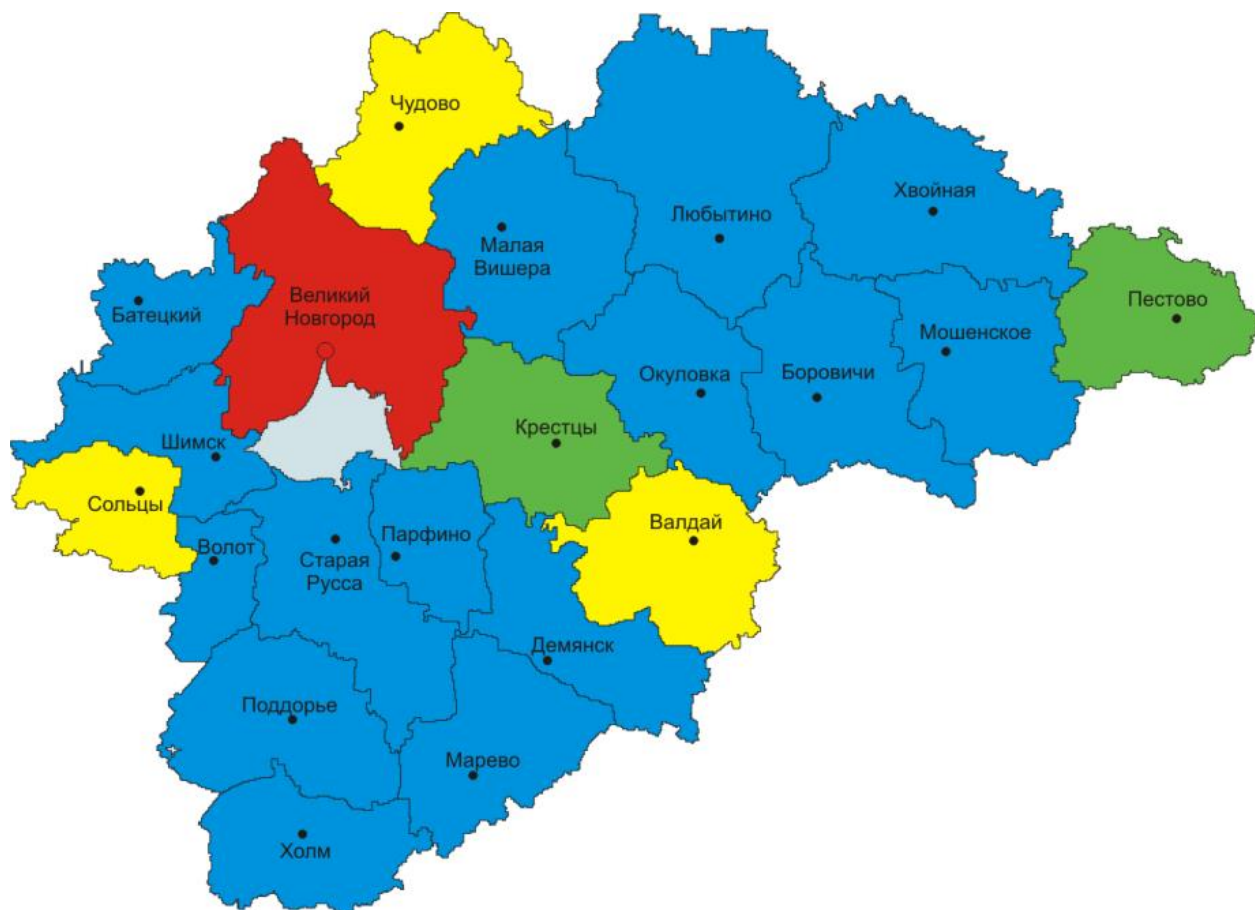 Чудово
Хвойная
Любытино
Малая
Вишера
Великий
Новгород
Батецкий
Пестово
Мошенское
Окуловка
Боровичи
Крестцы
Шимск
Сольцы
Валдай
Волот
Старая
Русса
Парфино
Демянск
Поддорье
Марево
Холм